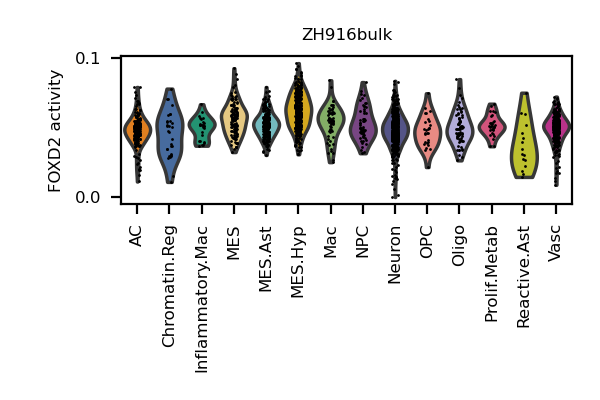 ZH916bulk
FOXD2 activity
0.1
0.0
AC
Chromatin.Reg
Inflammatory.Mac
MES
MES.Ast
MES.Hyp
Mac
NPC
Neuron
OPC
Oligo
Prolif.Metab
Reactive.Ast
Vasc